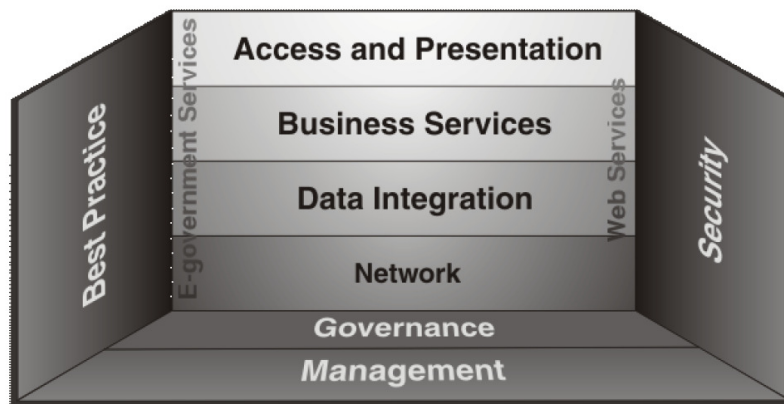 Access and Presentation
Business Services
Data Integration
Network
E-government Services
Web Services
Best Practice
Security
Governance
Management